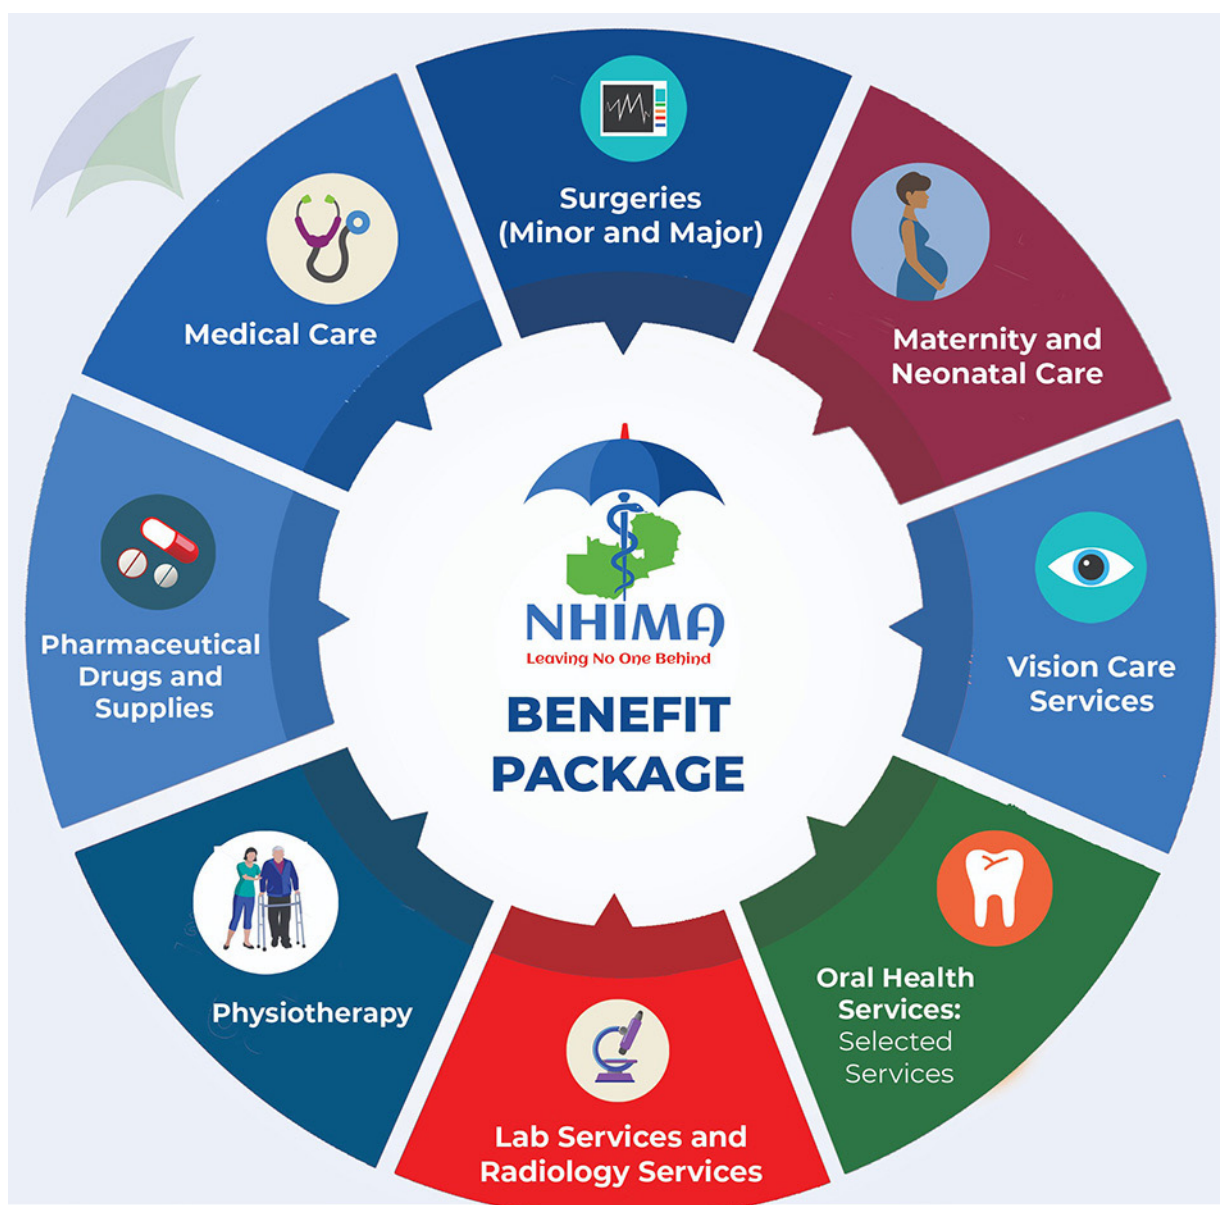 Surgeries
(Minor and Major)
Maternity and
Neonatal Care
Vision Care
Services
Oral Health
Services:
Selected
Services
Lab Services and
Radiology Services
Physiotherapy
Pharmaceutical
Drugs and
Supplies
Medical Care
NHIMA
Leaving No One Behind
BENEFIT
PACKAGE